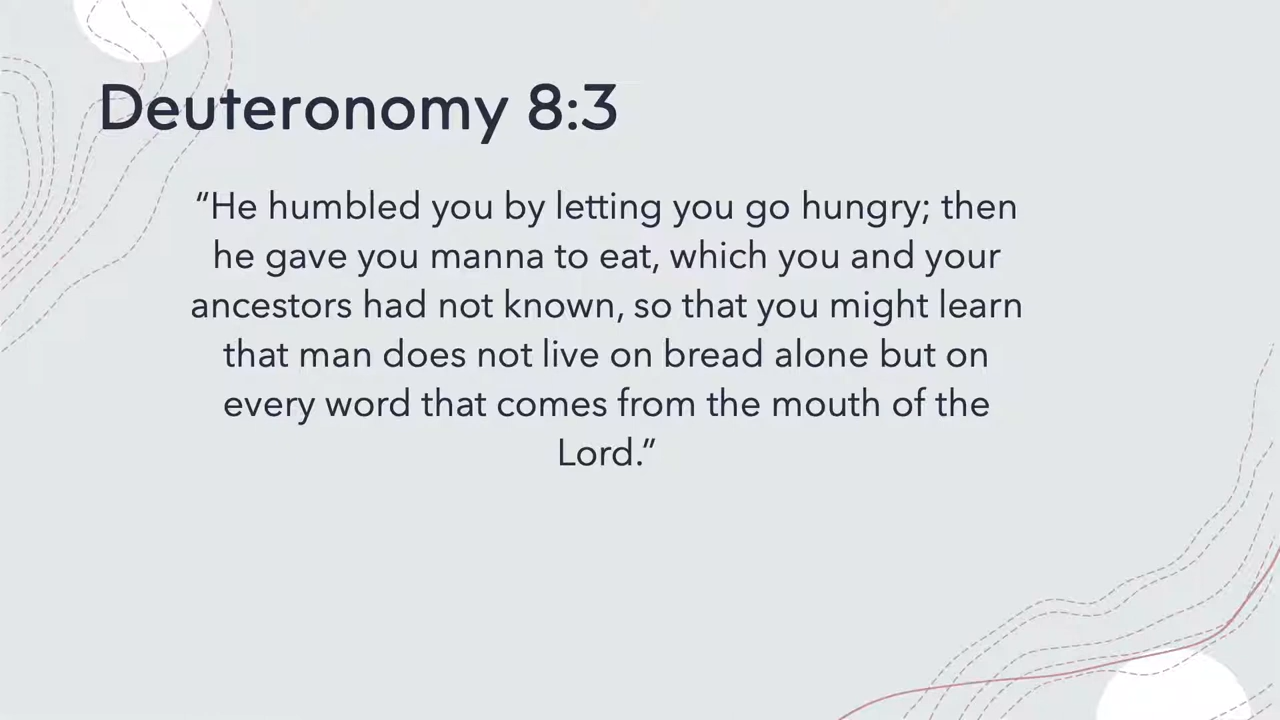 Deuteronomy 8:3
“He humbled you by letting you go hungry; then
he gave you manna to eat, which you and your
ancestors had not known, so that you might learn
that man does not live on bread alone but on
every word that comes from the mouth of the
Lord.”